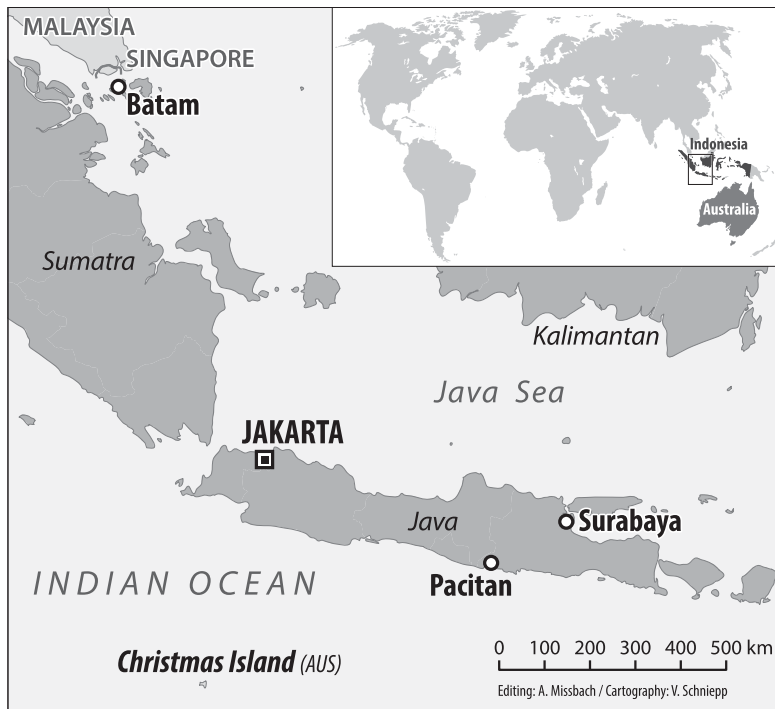 MALAYSIA
SINGAPORE
Batam
Indonesia
Australia
Sumatra
Kalimantan
Java Sea
JAKARTA
Java
Surabaya
Pacitan
INDIAN OCEAN
Christmas Island (AUS)
0 100 200 300 400 500 km
Editing: A. Missbach / Cartography: V. Schniepp